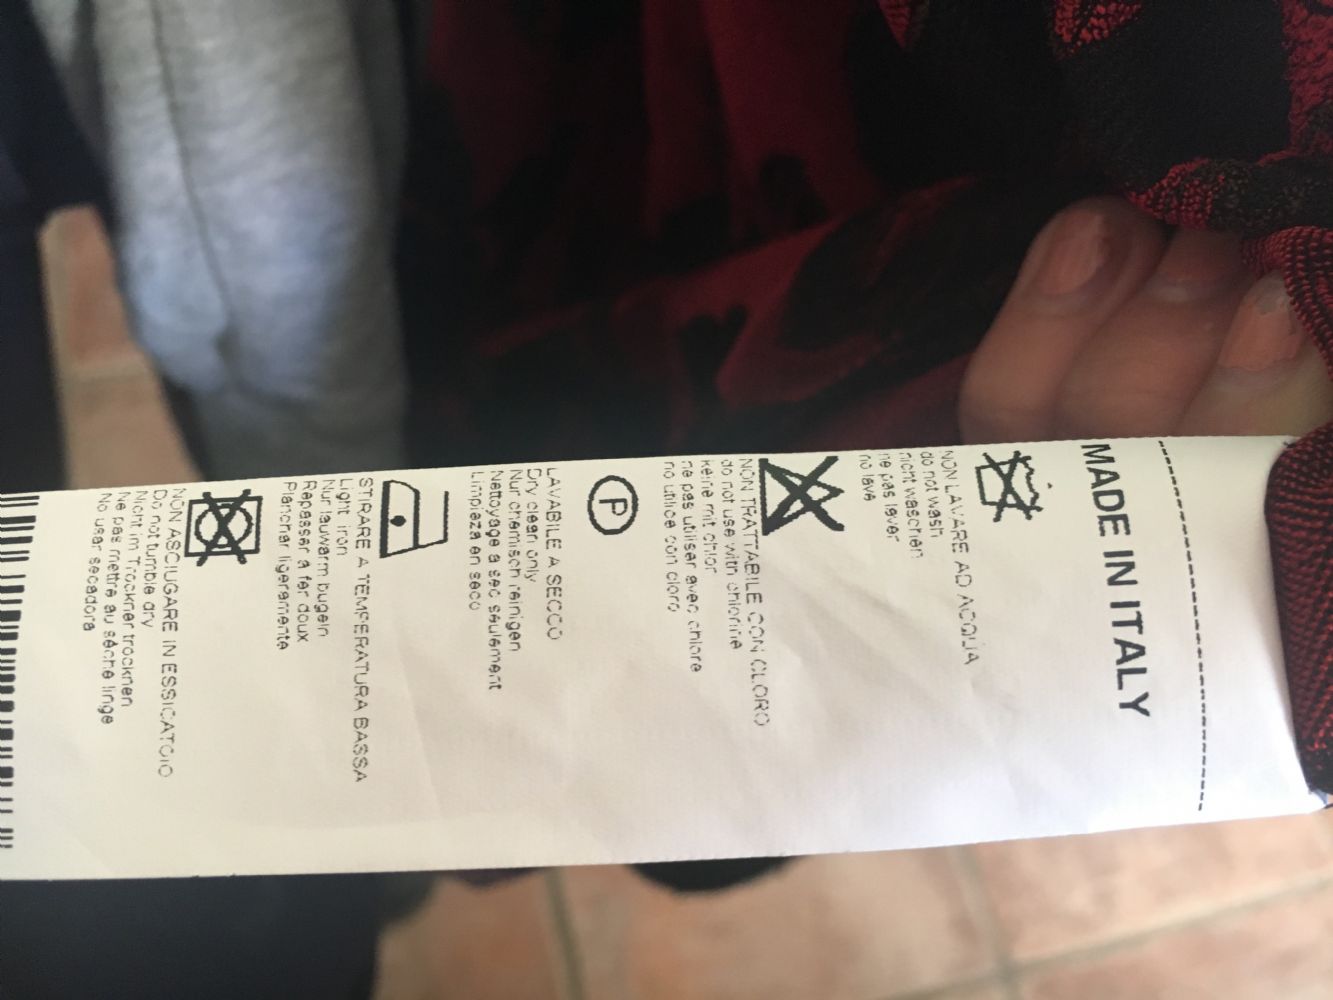 MADE IN ITALY
NON LAVARE AD ACQUA
do not wash
nicht waschen
ne pas laver
no lave
NON TRATTABILE CON CLORO
do not use with chlorine
keine mit chlor
ne pas utiliser avec chlore
no utilice con cloro
P
LAVABILE A SECCO
Dry clean only
Nur chemisch reinigen
Nettoyage a sec seulement
Limpieza en seco
STIRARE A TEMPERATURA BASSA
Light iron
Nur lauwarm bugeln
Repasser a fer doux
Planchar ligeramente
NON ASCIUGARE IN ESSICATOIO
Do not tumble dry
Nicht im Trockner trocknen
Ne pas mettre au sèche linge
No usar secadora